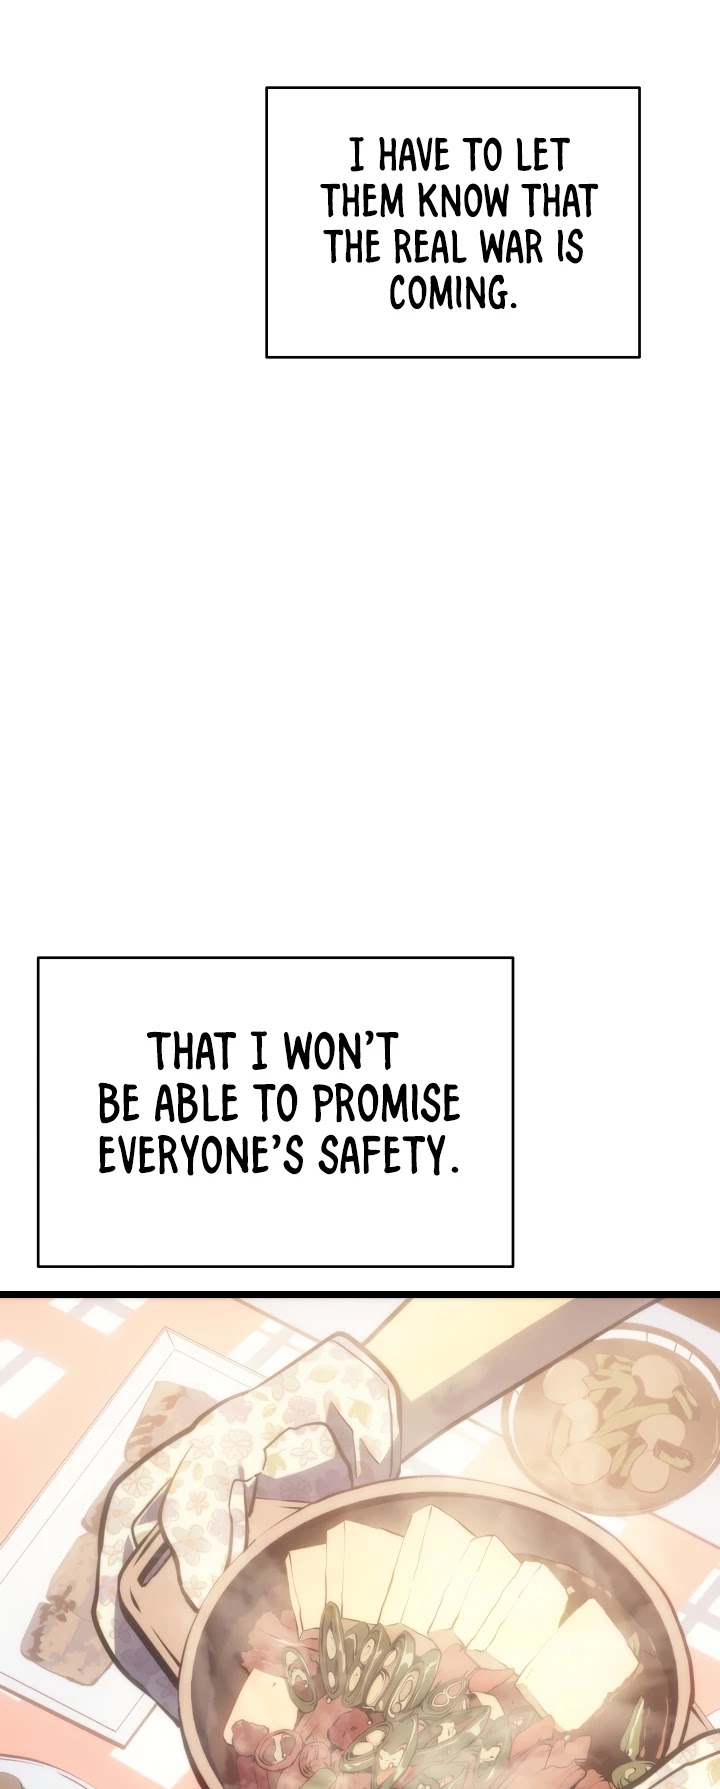 I HAVE TO LET
THEM KNOW THAT
THE REAL WAR IS
COMING.
THAT I WON'T
BE ABLE TO PROMISE
EVERYONE'S SAFETY.